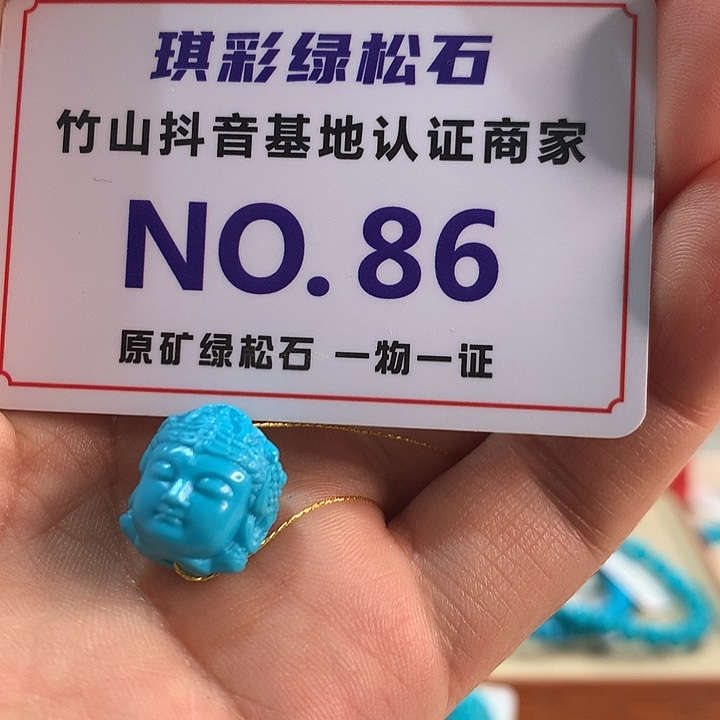 琪彩绿松石
竹山抖音基地认证商家
NO.86
原矿绿松石 一物一证